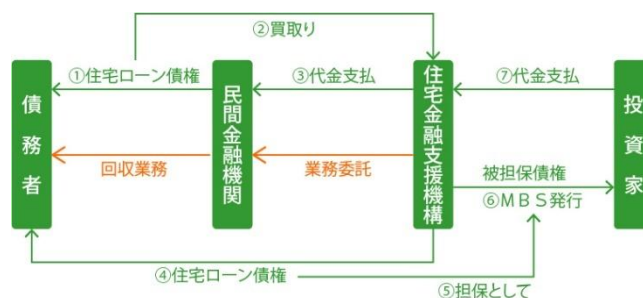 ②買取り
①住宅ローン債権
③代金支払
⑦代金支払
債務者
民間金融機関
住宅金融支援機構
投資家
回収業務
業務委託
被担保債権
⑥MBS発行
④住宅ローン債権
⑤担保として